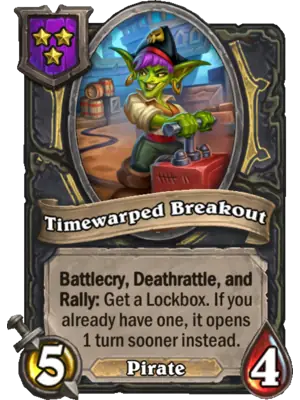 Timewarped Breakout
Battlecry, Deathrattle, and
Rally: Get a Lockbox. If you
already have one, it opens
1 turn sooner instead.
5
Pirate
4